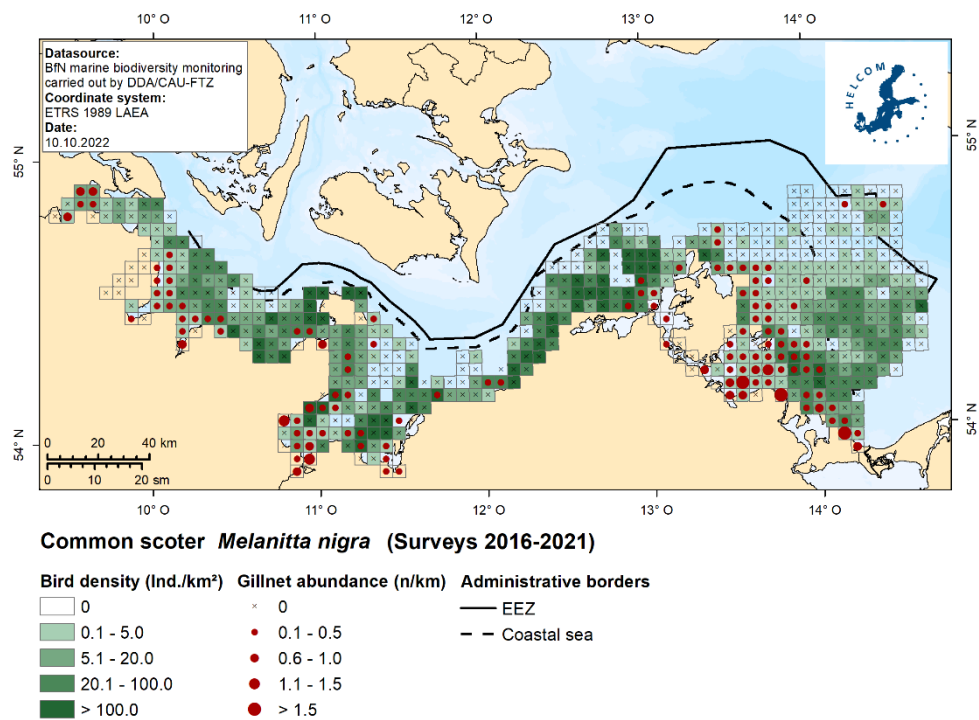 10° O
11° O
12° O
13° O
14° O
Datasource:
BfN marine biodiversity monitoring
carried out by DDA/CAU-FTZ
Coordinate system:
ETRS 1989 LAEA
Date:
10.10.2022
HELCOM
55° N
55° N
54° N
54° N
0 20 40 km
0 10 20 sm
10° O
11° O
12° O
13° O
14° O
Common scoter Melanitta nigra (Surveys 2016-2021)
Bird density (Ind./km²) Gillnet abundance (n/km) Administrative borders
0 0 EEZ
0.1 - 5.0 0.1 - 0.5 Coastal sea
5.1 - 20.0 0.6 - 1.0
20.1 - 100.0 1.1 - 1.5
> 100.0 > 1.5